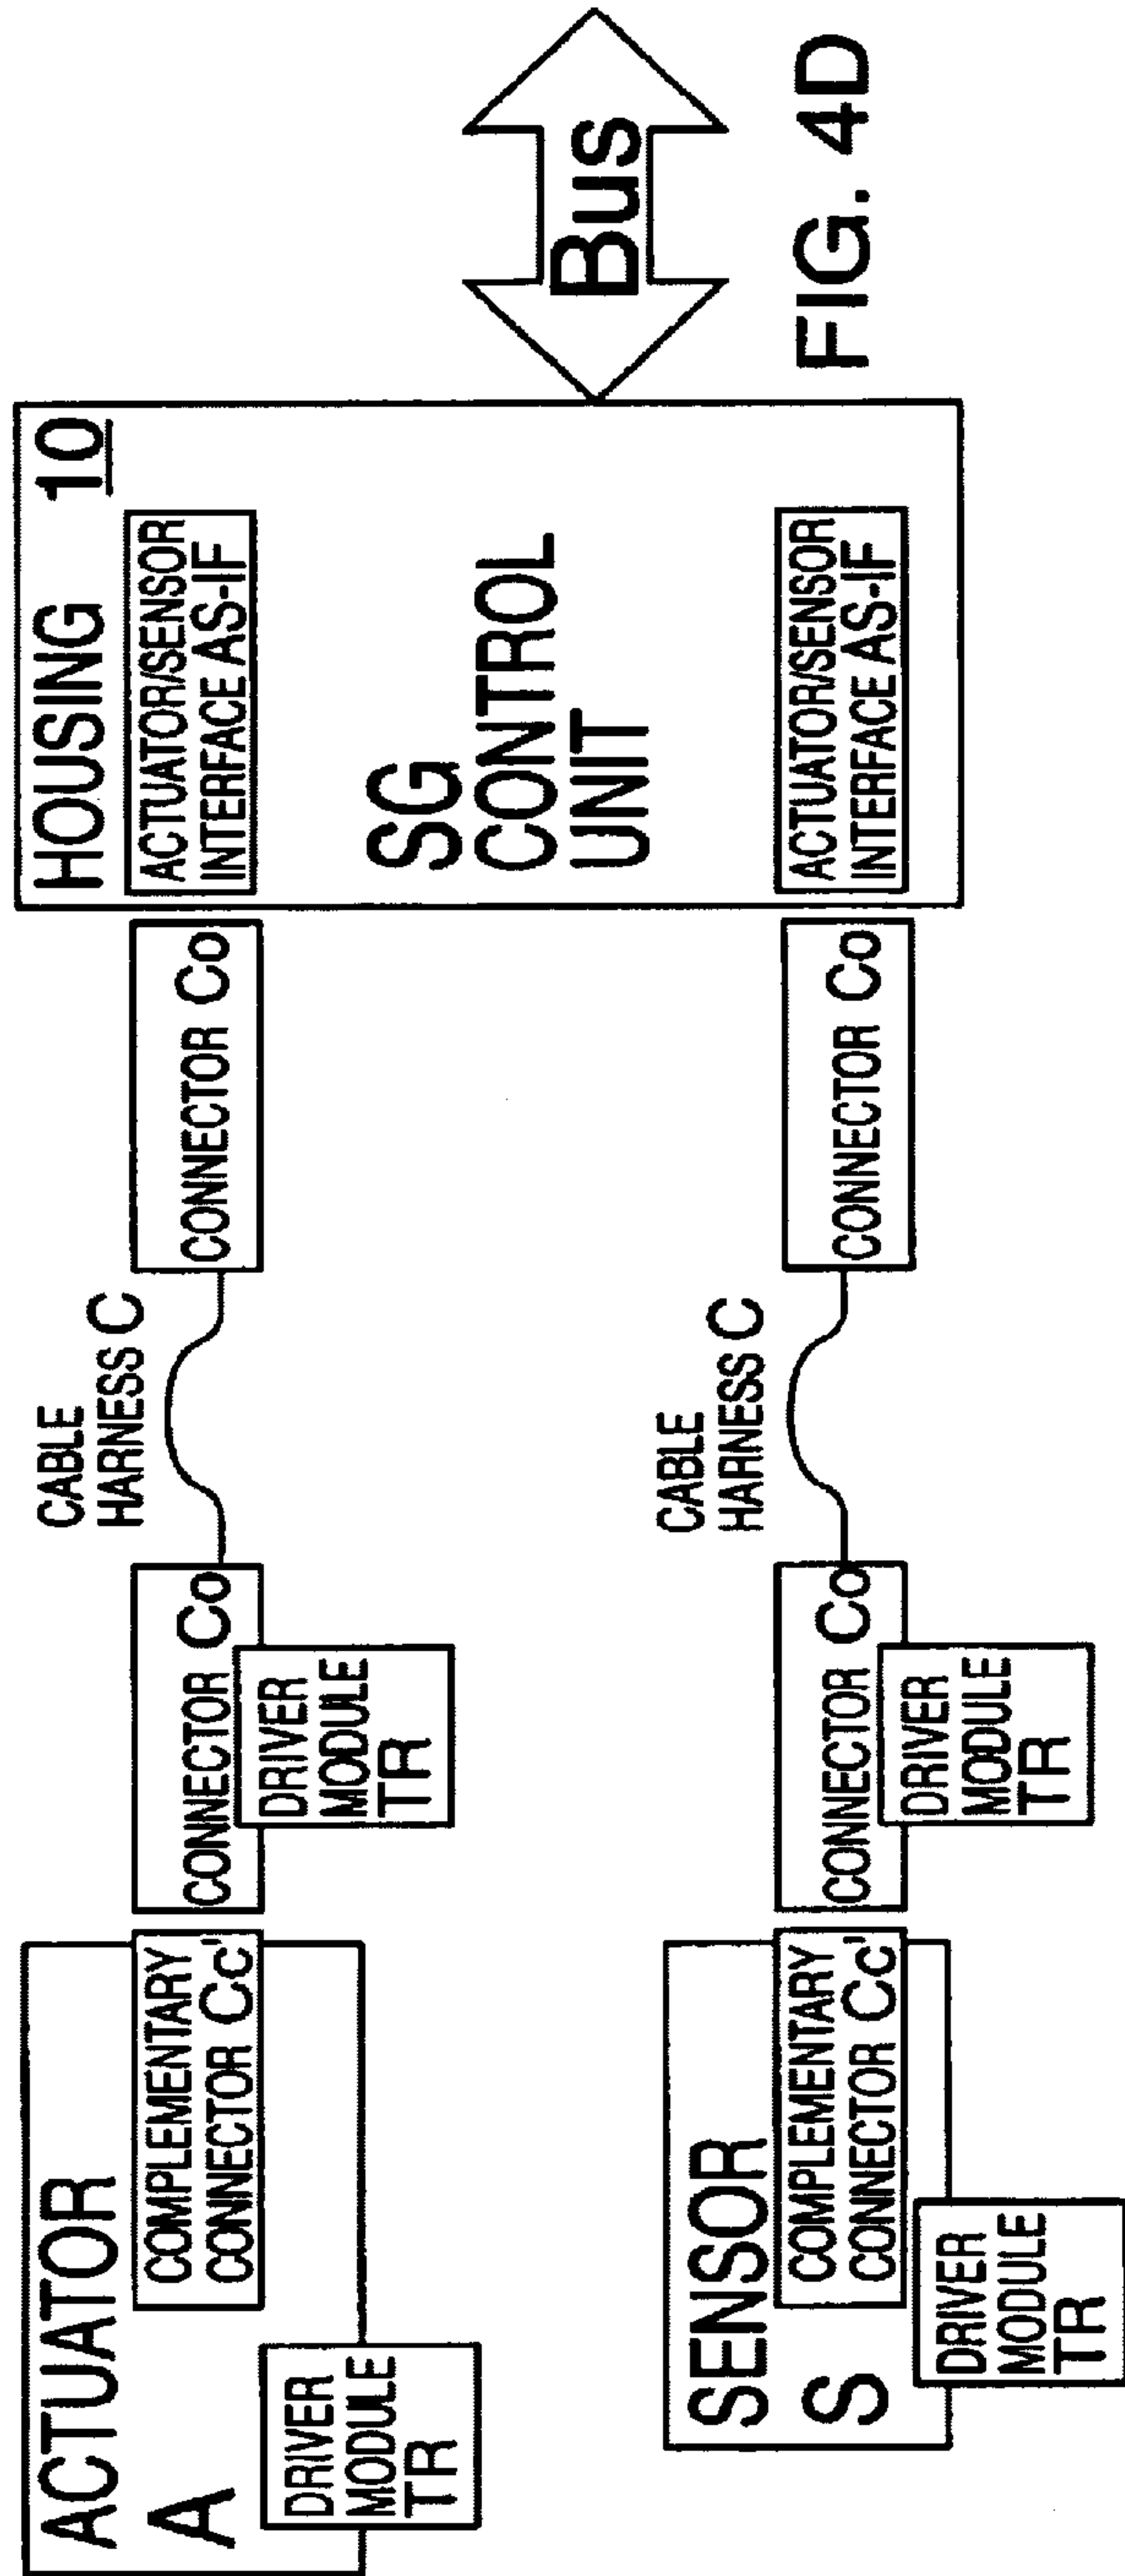 ACTUATOR
A
COMPLEMENTARY
CONNECTOR Cc'
DRIVER
MODULE
TR
CONNECTOR Co
DRIVER
MODULE
TR
CABLE
HARNESS C
CONNECTOR Co
HOUSING 10
ACTUATOR/SENSOR
INTERFACE AS-IF
SG
CONTROL
UNIT
ACTUATOR/SENSOR
INTERFACE AS-IF
Bus
SENSOR
S
COMPLEMENTARY
CONNECTOR Cc'
DRIVER
MODULE
TR
CONNECTOR Co
DRIVER
MODULE
TR
CABLE
HARNESS C
CONNECTOR Co
FIG. 4D